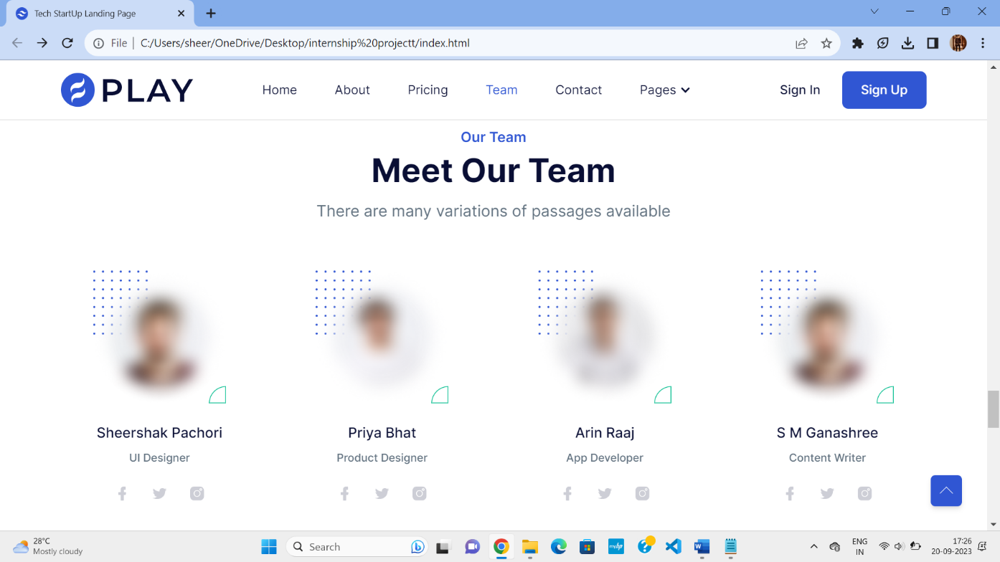 Tech StartUp Landing Page
File
C:/Users/sheer/OneDrive/Desktop/internship%20projectt/index.html
PLAY
Home About Pricing Team Contact Pages Sign In Sign Up
Our Team
Meet Our Team
There are many variations of passages available
Sheershak Pachori Priya Bhat Arin Raaj S M Ganashree
UI Designer Product Designer App Developer Content Writer
28°C
Mostly cloudy
Search
ENG
IN
17:26
20-09-2023